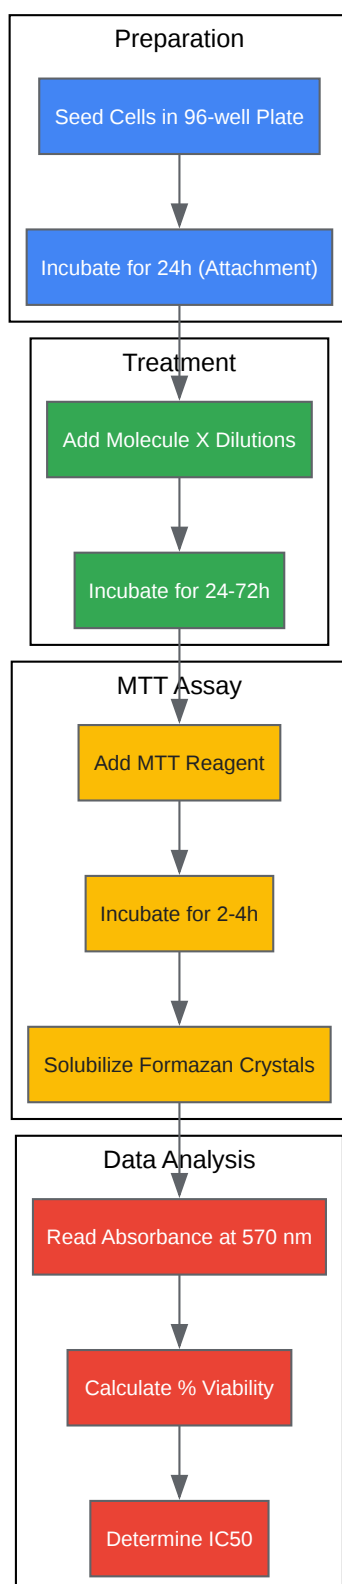 Preparation
Seed Cells in 96-well Plate
Incubate for 24h (Attachment)
Treatment
Add Molecule X Dilutions
Incubate for 24-72h
MTT Assay
Add MTT Reagent
Incubate for 2-4h
Solubilize Formazan Crystals
Data Analysis
Read Absorbance at 570 nm
Calculate % Viability
Determine IC50